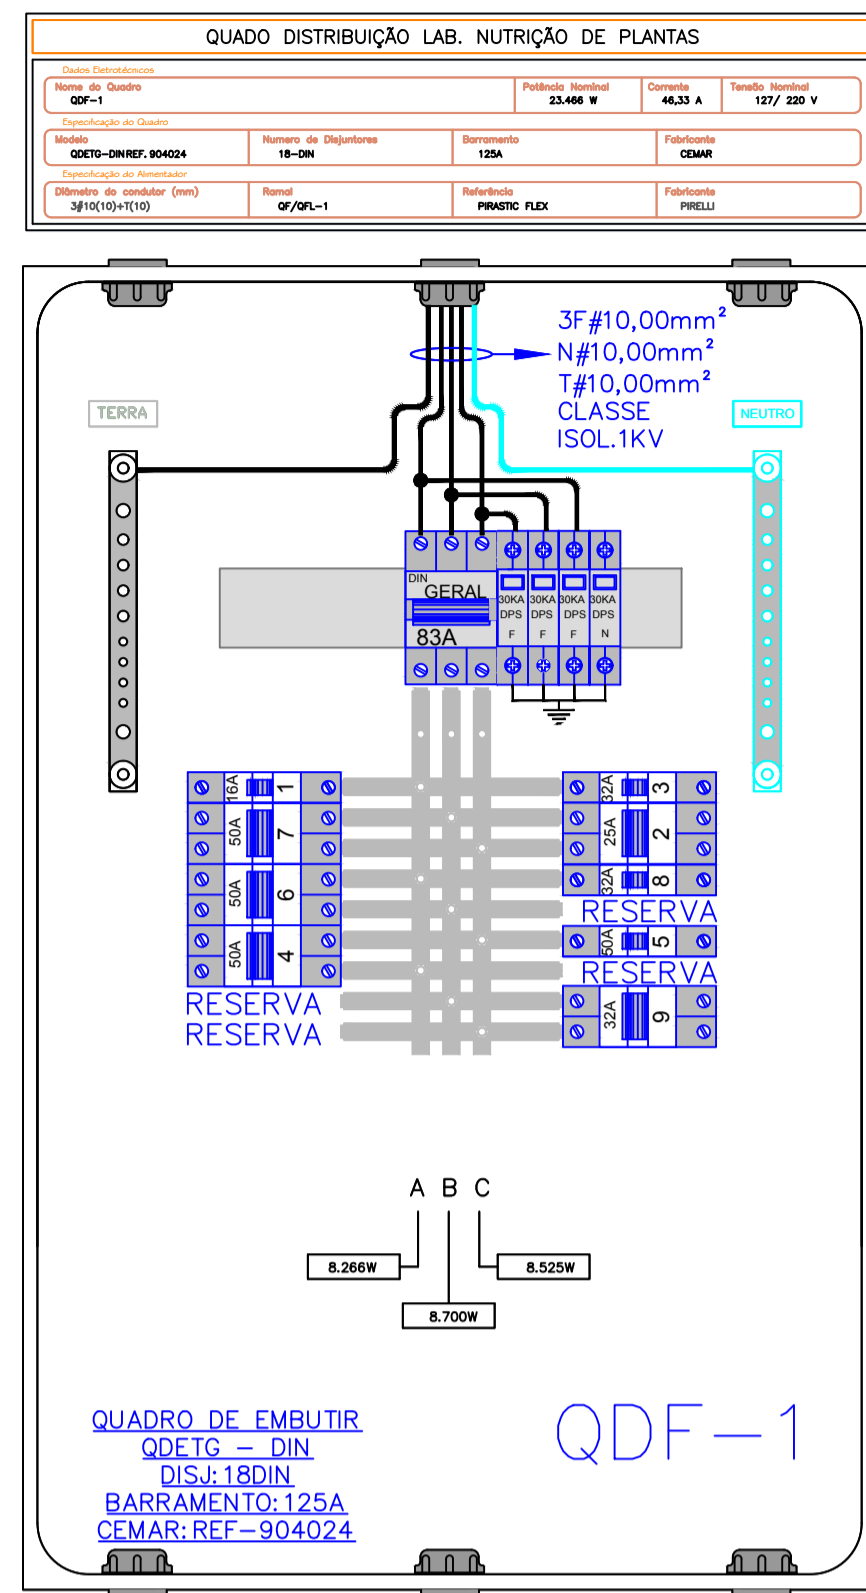 QUADO DISTRIBUIÇÃO LAB. NUTRIÇÃO DE PLANTAS
Dados Eletrotécnicos
Nome do Quadro Potência Nominal Corrente Tensão Nominal
QDF-1 23.466 W 46,33 A 127/ 220 V
Especificação do Quadro
Modelo Numero de Disjuntores Barramento Fabricante
QDETG-DIN REF. 904024 18-DIN 125A CEMAR
Especificação do Alimentador
Diâmetro do condutor (mm) Ramal Referência Fabricante
3#10(10)+T(10) QF/QFL-1 PIRASTIC FLEX PIRELLI
3F#10,00mm²
N#10,00mm²
T#10,00mm²
CLASSE
ISOL.1KV
TERRA
NEUTRO
DIN
GERAL
83A
30KA 30KA 30KA 30KA
DPS DPS DPS DPS
F F F N
16A 1
50A 7
50A 6
50A 4
RESERVA
RESERVA
32A 3
25A 2
32A 8
RESERVA
50A 5
RESERVA
32A 9
A B C
8.266W 8.525W
8.700W
QUADRO DE EMBUTIR
QDETG - DIN
DISJ:18DIN
BARRAMENTO:125A
CEMAR:REF-904024
QDF-1